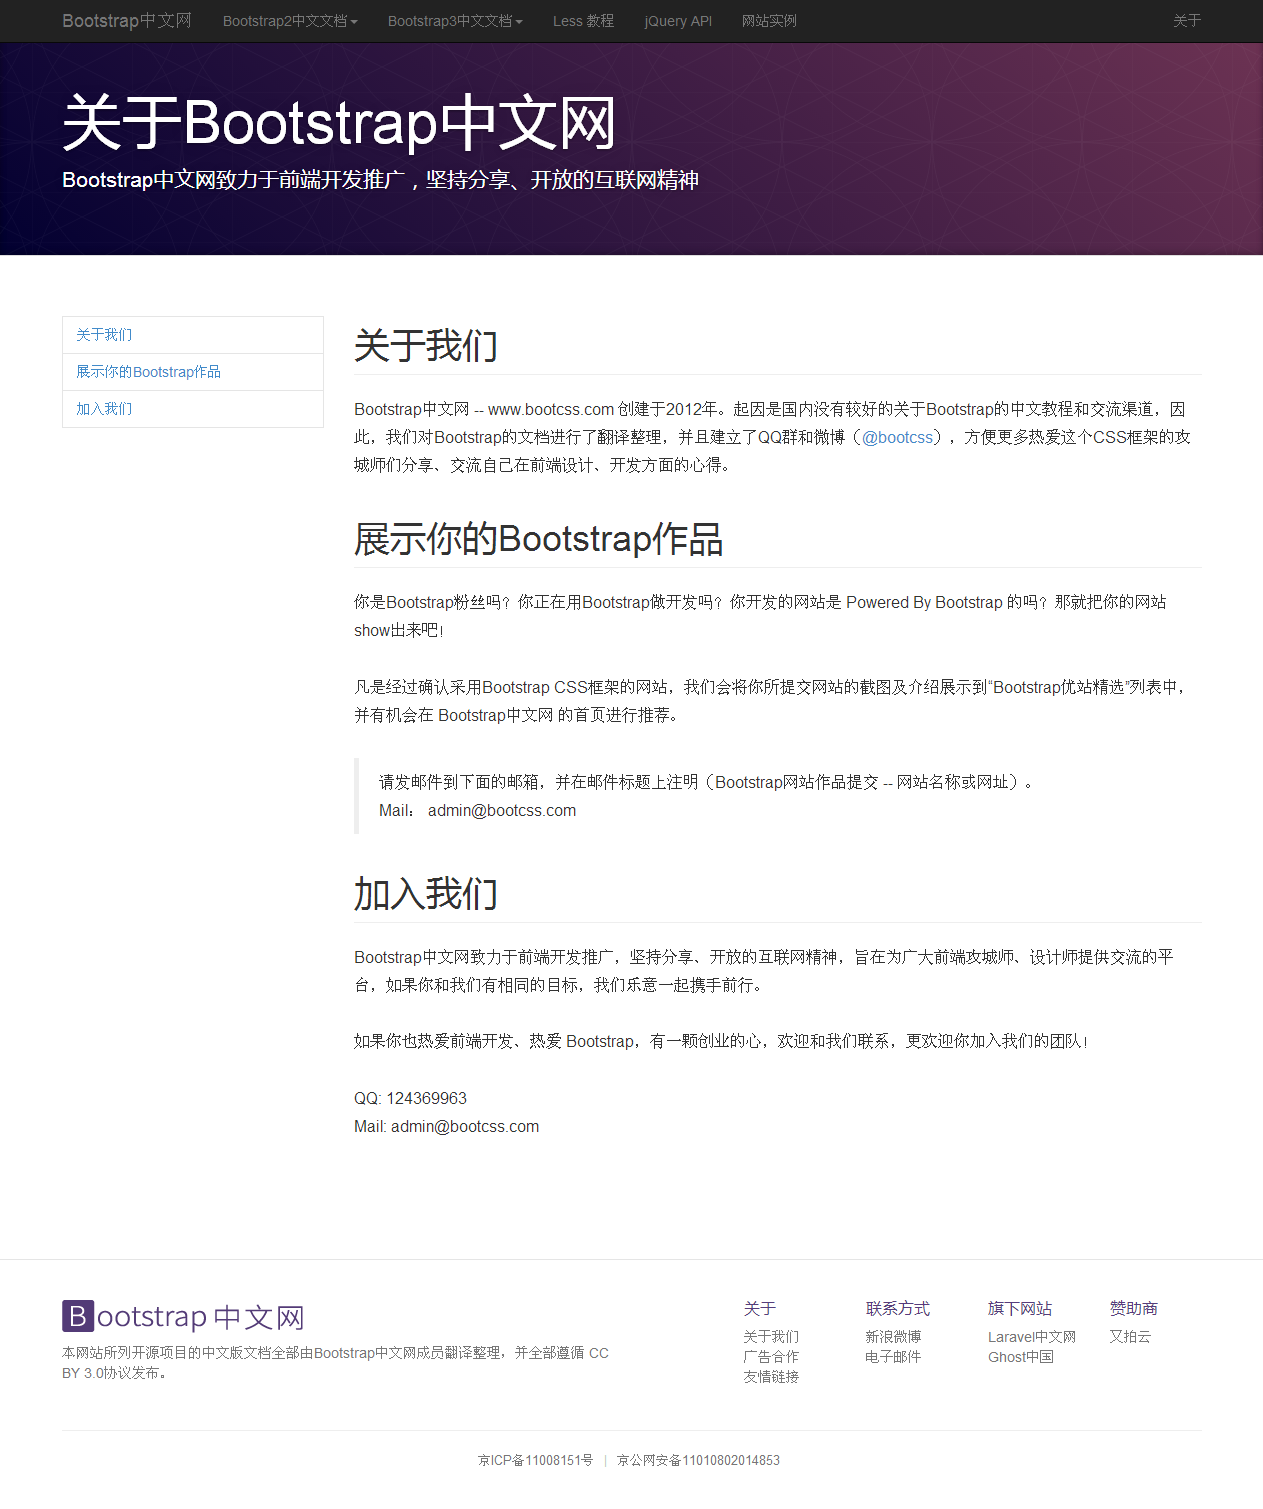 Bootstrap中文网 Bootstrap2中文文档 Bootstrap3中文文档 Less 教程 jQuery API 网站实例 关于
关于Bootstrap中文网
Bootstrap中文网致力于前端开发推广，坚持分享、开放的互联网精神
关于我们
展示你的Bootstrap作品
加入我们
关于我们
Bootstrap中文网 -- www.bootcss.com 创建于2012年。起因是国内没有较好的关于Bootstrap的中文教程和交流渠道，因
此，我们对Bootstrap的文档进行了翻译整理，并且建立了QQ群和微博（@bootcss），方便更多热爱这个CSS框架的攻
城师们分享、交流自己在前端设计、开发方面的心得。
展示你的Bootstrap作品
你是Bootstrap粉丝吗？你正在用Bootstrap做开发吗？你开发的网站是 Powered By Bootstrap 的吗？那就把你的网站
show出来吧！
凡是经过确认采用Bootstrap CSS框架的网站，我们会将你所提交网站的截图及介绍展示到“Bootstrap优站精选”列表中，
并有机会在 Bootstrap中文网 的首页进行推荐。
请发邮件到下面的邮箱，并在邮件标题上注明（Bootstrap网站作品提交 -- 网站名称或网址）。
Mail： admin@bootcss.com
加入我们
Bootstrap中文网致力于前端开发推广，坚持分享、开放的互联网精神，旨在为广大前端攻城师、设计师提供交流的平
台，如果你和我们有相同的目标，我们乐意一起携手前行。
如果你也热爱前端开发、热爱 Bootstrap，有一颗创业的心，欢迎和我们联系，更欢迎你加入我们的团队！
QQ: 124369963
Mail: admin@bootcss.com
Bootstrap 中文网
本网站所列开源项目的中文版文档全部由Bootstrap中文网成员翻译整理，并全部遵循 CC
BY 3.0协议发布。
关于
关于我们
广告合作
友情链接
联系方式
新浪微博
电子邮件
旗下网站
Laravel中文网
Ghost中国
赞助商
又拍云
京ICP备11008151号 | 京公网安备11010802014853